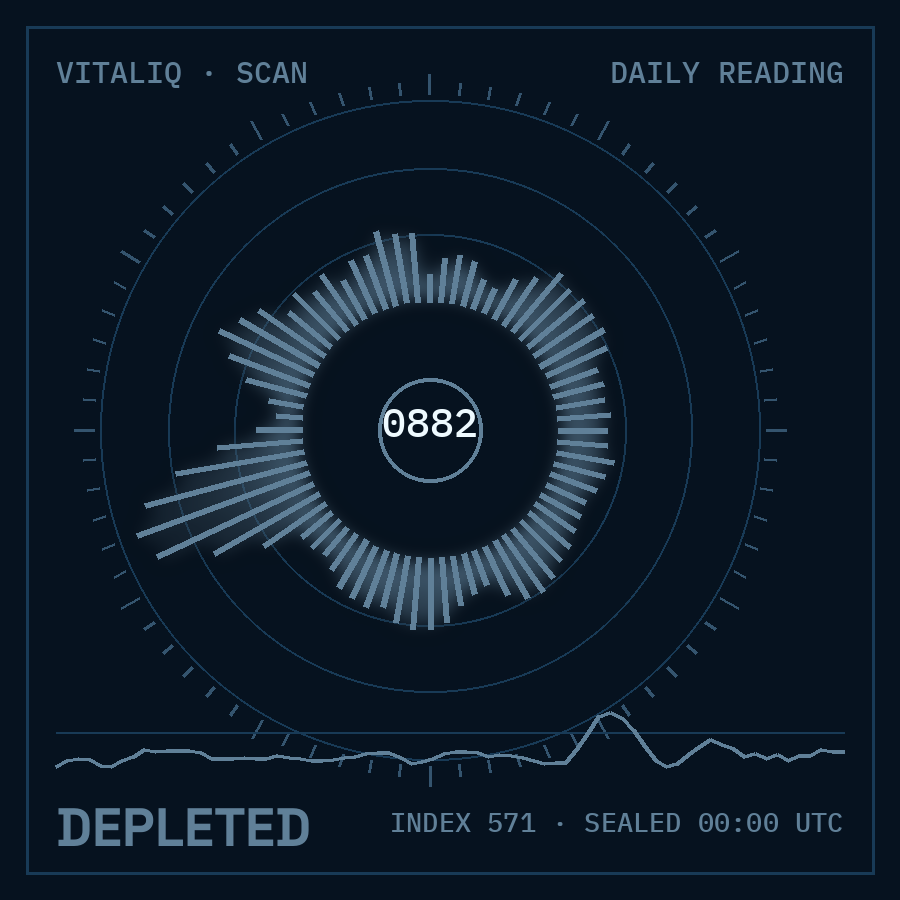 VITALIQ · SCAN
DAILY READING
0882
DEPLETED
INDEX 571 · SEALED 00:00 UTC